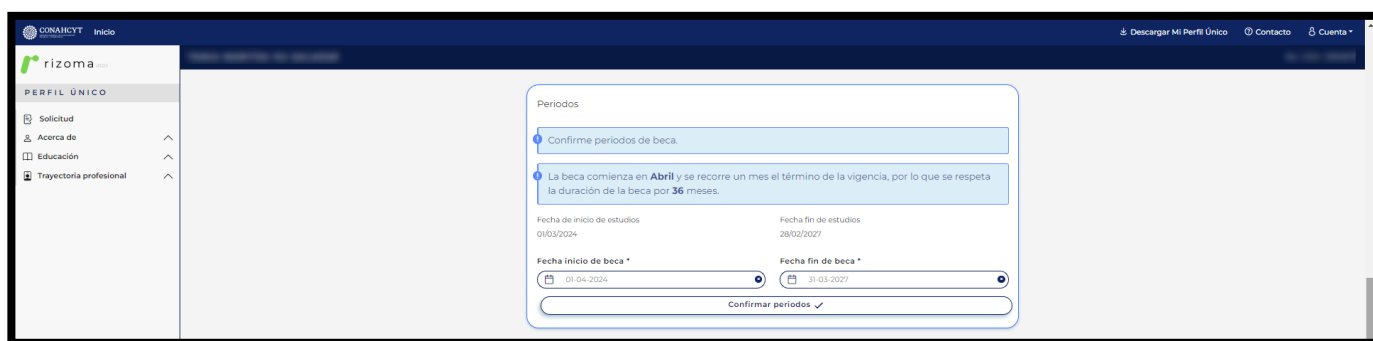 CONAHCYT Inicio Descargar Mi Perfil Único Contacto Cuenta
rizoma
PERFIL ÚNICO
Solicitud
Acerca de
Educación
Trayectoria profesional
Periodos
Confirme periodos de beca.
La beca comienza en Abril y se recorre un mes el término de la vigencia, por lo que se respeta
la duración de la beca por 36 meses.
Fecha de inicio de estudios Fecha fin de estudios
01/03/2024 28/02/2027
Fecha inicio de beca * Fecha fin de beca *
01-04-2024 31-03-2027
Confirmar periodos